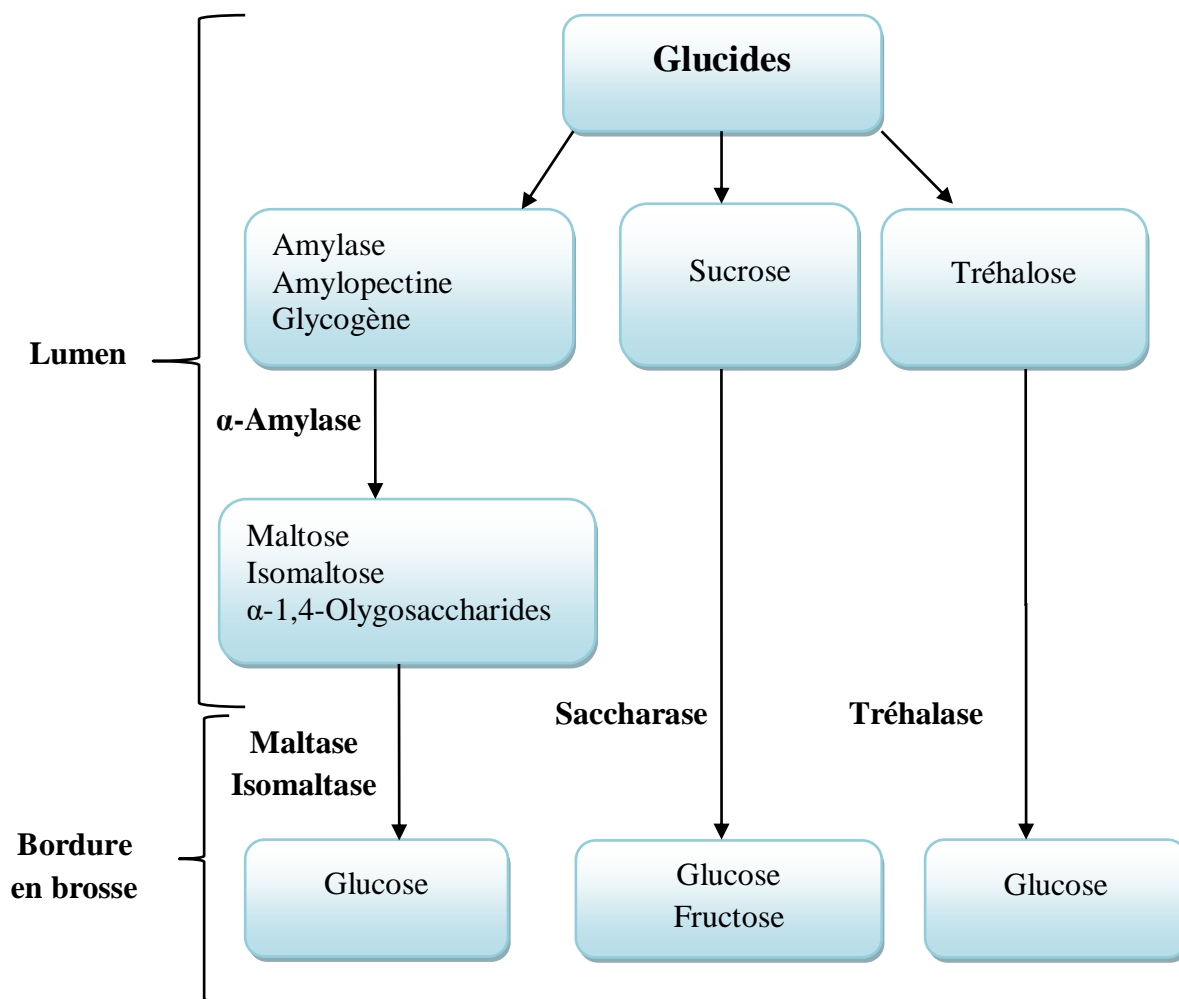 Glucides
Amylase
Amylopectine
Glycogène
Sucrose
Tréhalose
Lumen
α-Amylase
Maltose
Isomaltose
α-1,4-Olygosaccharides
Maltase
Isomaltase
Saccharase
Tréhalase
Bordure
en brosse
Glucose
Glucose
Fructose
Glucose